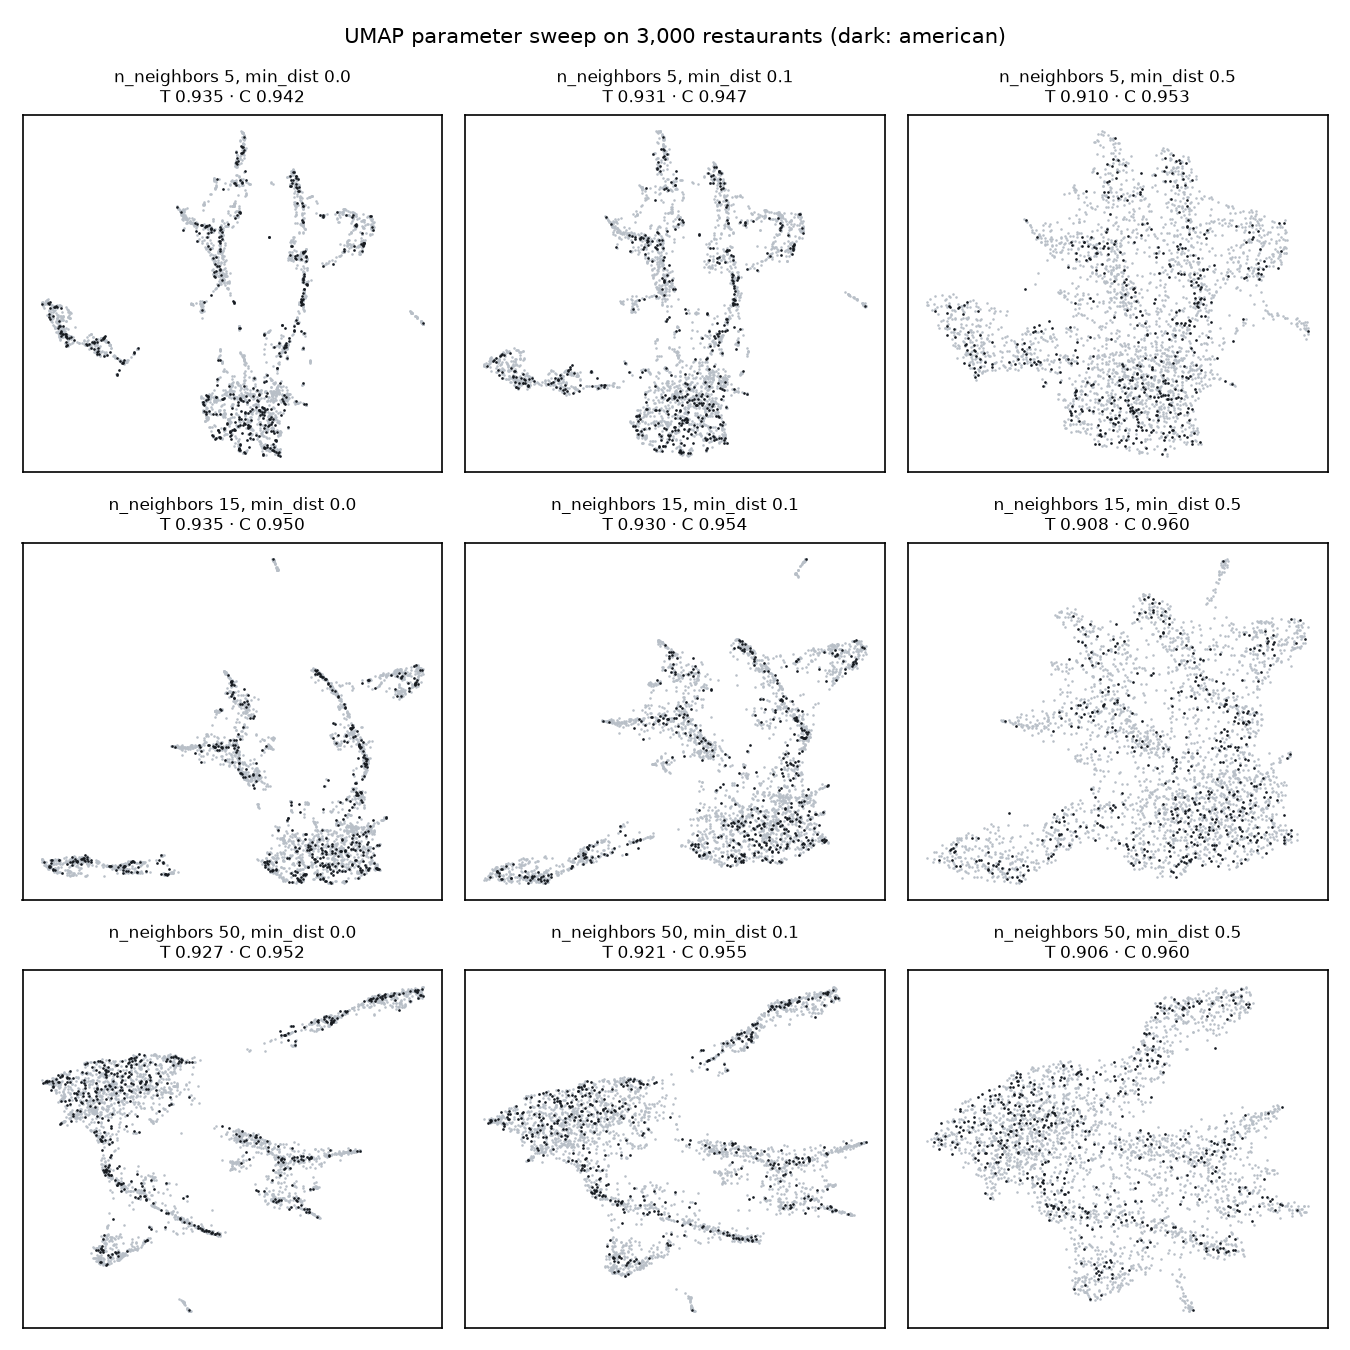 UMAP parameter sweep on 3,000 restaurants (dark: american)
n_neighbors 5, min_dist 0.0
T 0.935 · C 0.942
n_neighbors 5, min_dist 0.1
T 0.931 · C 0.947
n_neighbors 5, min_dist 0.5
T 0.910 · C 0.953
n_neighbors 15, min_dist 0.0
T 0.935 · C 0.950
n_neighbors 15, min_dist 0.1
T 0.930 · C 0.954
n_neighbors 15, min_dist 0.5
T 0.908 · C 0.960
n_neighbors 50, min_dist 0.0
T 0.927 · C 0.952
n_neighbors 50, min_dist 0.1
T 0.921 · C 0.955
n_neighbors 50, min_dist 0.5
T 0.906 · C 0.960